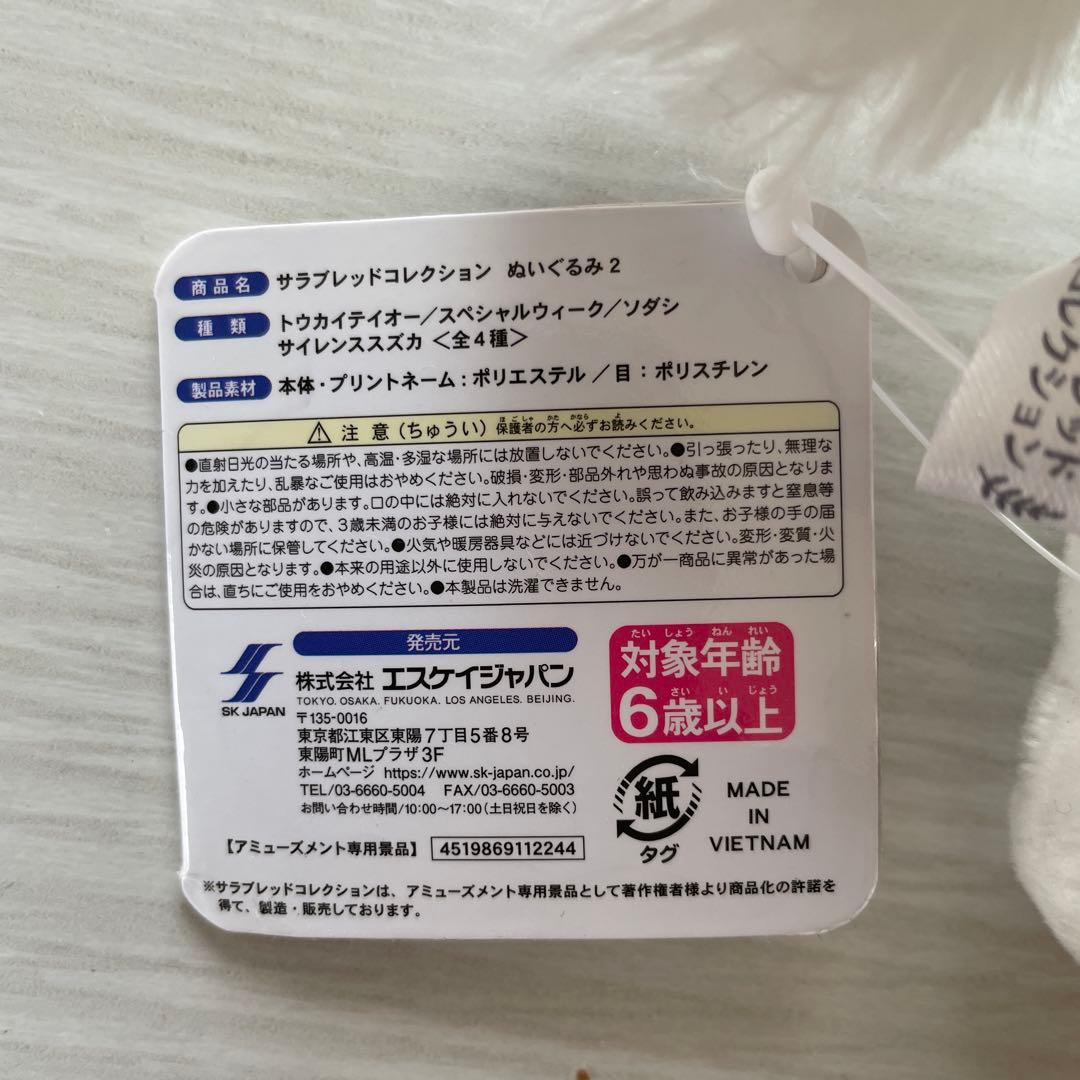 商品名 サラブレッドコレクション ぬいぐるみ2
種類 トウカイテイオー/スペシャルウィーク/ソダシ
サイレンススズカ <全4種>
製品素材 本体・プリントネーム：ポリエステル/目：ポリスチレン
⚠ 注意(ちゅうい) 保護者の方へ必ずお読みください。
●直射日光の当たる場所や、高温・多湿な場所には放置しないでください。●引っ張ったり、無理な
力を加えたり、乱暴なご使用はおやめください。破損・変形・部品外れや思わぬ事故の原因となりま
す。●小さな部品があります。口の中には絶対に入れないでください。誤って飲み込みますと窒息等
の危険がありますので、3歳未満のお子様には絶対に与えないでください。また、お子様の手の届
かない場所に保管してください。●火気や暖房器具などには近づけないでください。変形・変質・火
災の原因となります。●本来の用途以外に使用しないでください。●万が一商品に異常があった場
合は、直ちにご使用をおやめください。●本製品は洗濯できません。
発売元
SK JAPAN
株式会社 エスケイジャパン
TOKYO. OSAKA. FUKUOKA. LOS ANGELES. BEIJING.
〒135-0016
東京都江東区東陽7丁目5番8号
東陽町MLプラザ3F
ホームページ https://www.sk-japan.co.jp/
TEL/03-6660-5004 FAX/03-6660-5003
お問い合わせ時間/10:00〜17:00(土日祝日を除く)
たいしょうねんれい
対象年齢
さいいじょう
6歳以上
紙
タグ
MADE
IN
VIETNAM
【アミューズメント専用景品】 4519869112244
※サラブレッドコレクションは、アミューズメント専用景品として著作権者様より商品化の許諾を
得て、製造・販売しております。